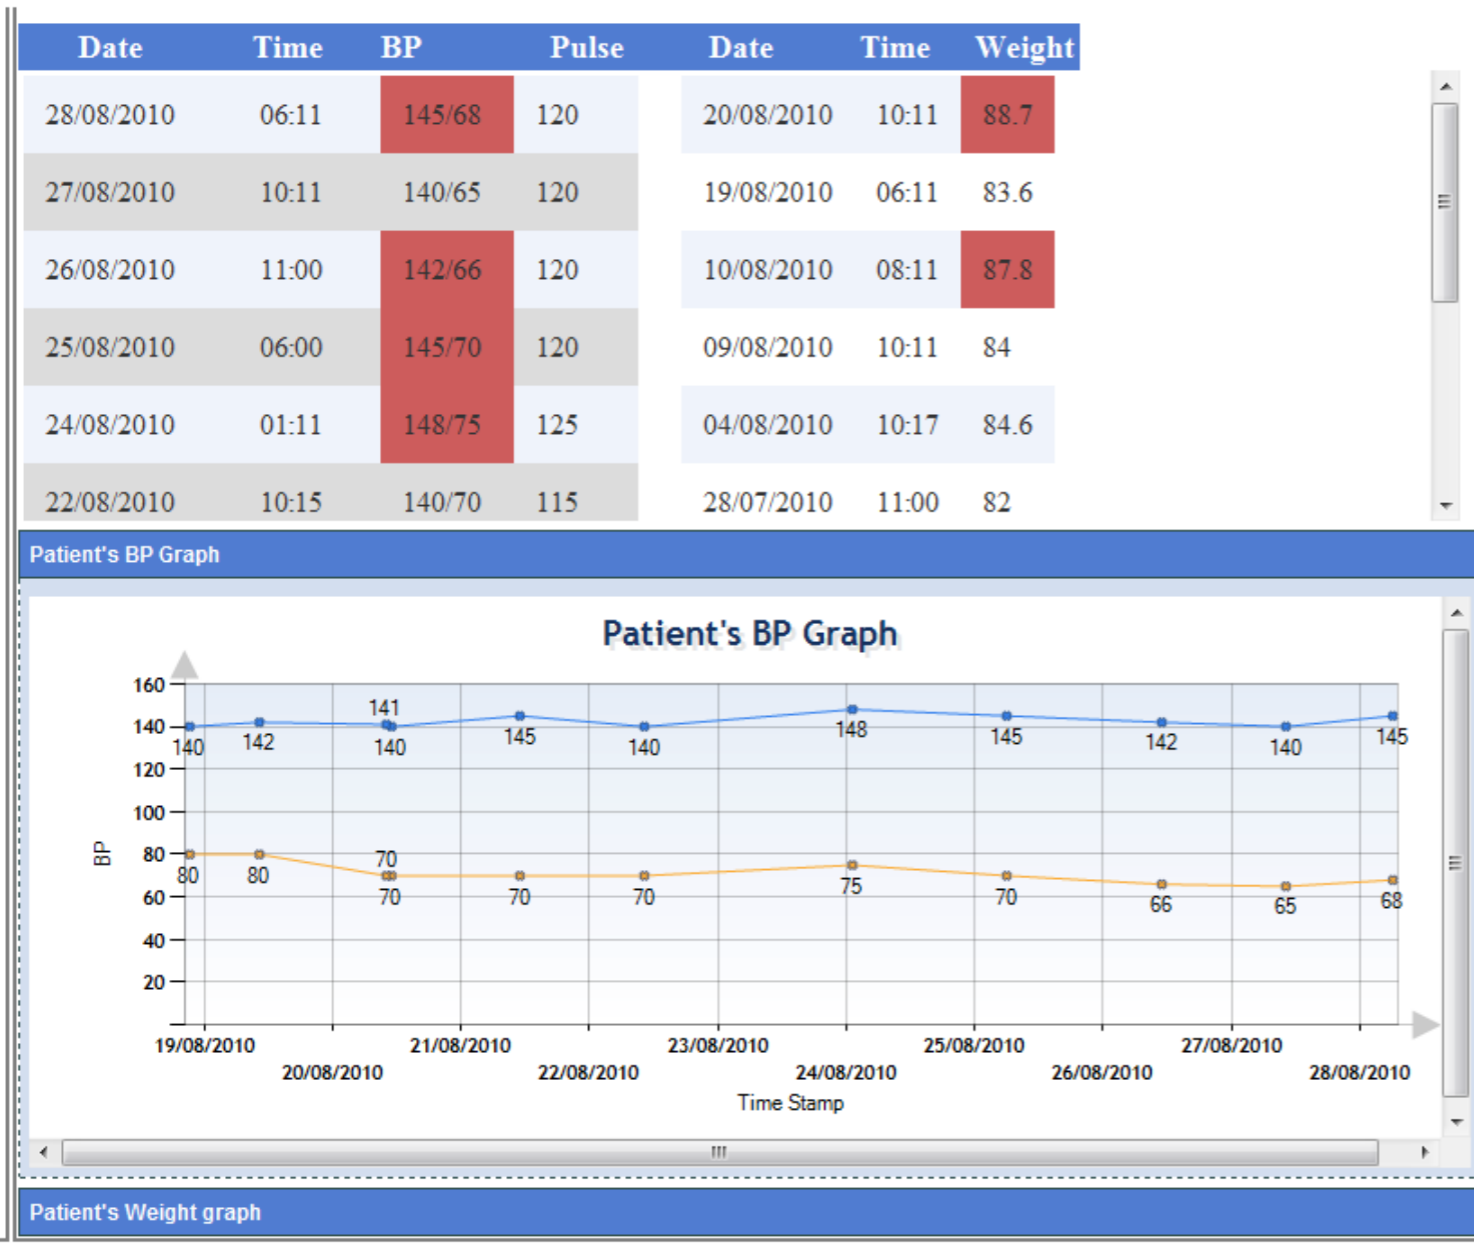 Date Time BP Pulse Date Time Weight
28/08/2010 06:11 145/68 120 20/08/2010 10:11 88.7
27/08/2010 10:11 140/65 120 19/08/2010 06:11 83.6
26/08/2010 11:00 142/66 120 10/08/2010 08:11 87.8
25/08/2010 06:00 145/70 120 09/08/2010 10:11 84
24/08/2010 01:11 148/75 125 04/08/2010 10:17 84.6
22/08/2010 10:15 140/70 115 28/07/2010 11:00 82
Patient's BP Graph
Patient's BP Graph
160
141
140
140 142 140 145 140 148 145 142 140 145
120
100
BP
80
70
80 80 70 70 70 75 70 66 65 68
60
40
20
19/08/2010 21/08/2010 23/08/2010 25/08/2010 27/08/2010
20/08/2010 22/08/2010 24/08/2010 26/08/2010 28/08/2010
Time Stamp
Patient's Weight graph